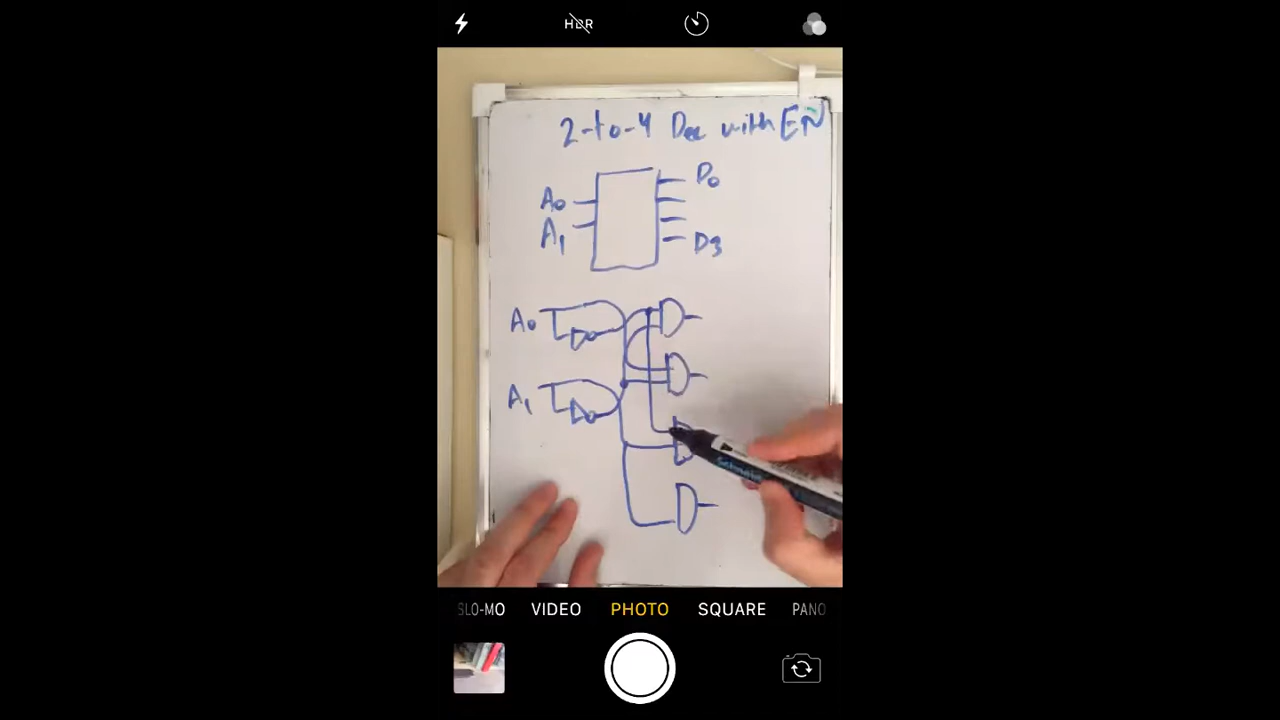 HDR
2-to-4 Dec with EN
A0
A1
D0
D3
A0
A1
SLO-MO VIDEO PHOTO SQUARE PANO